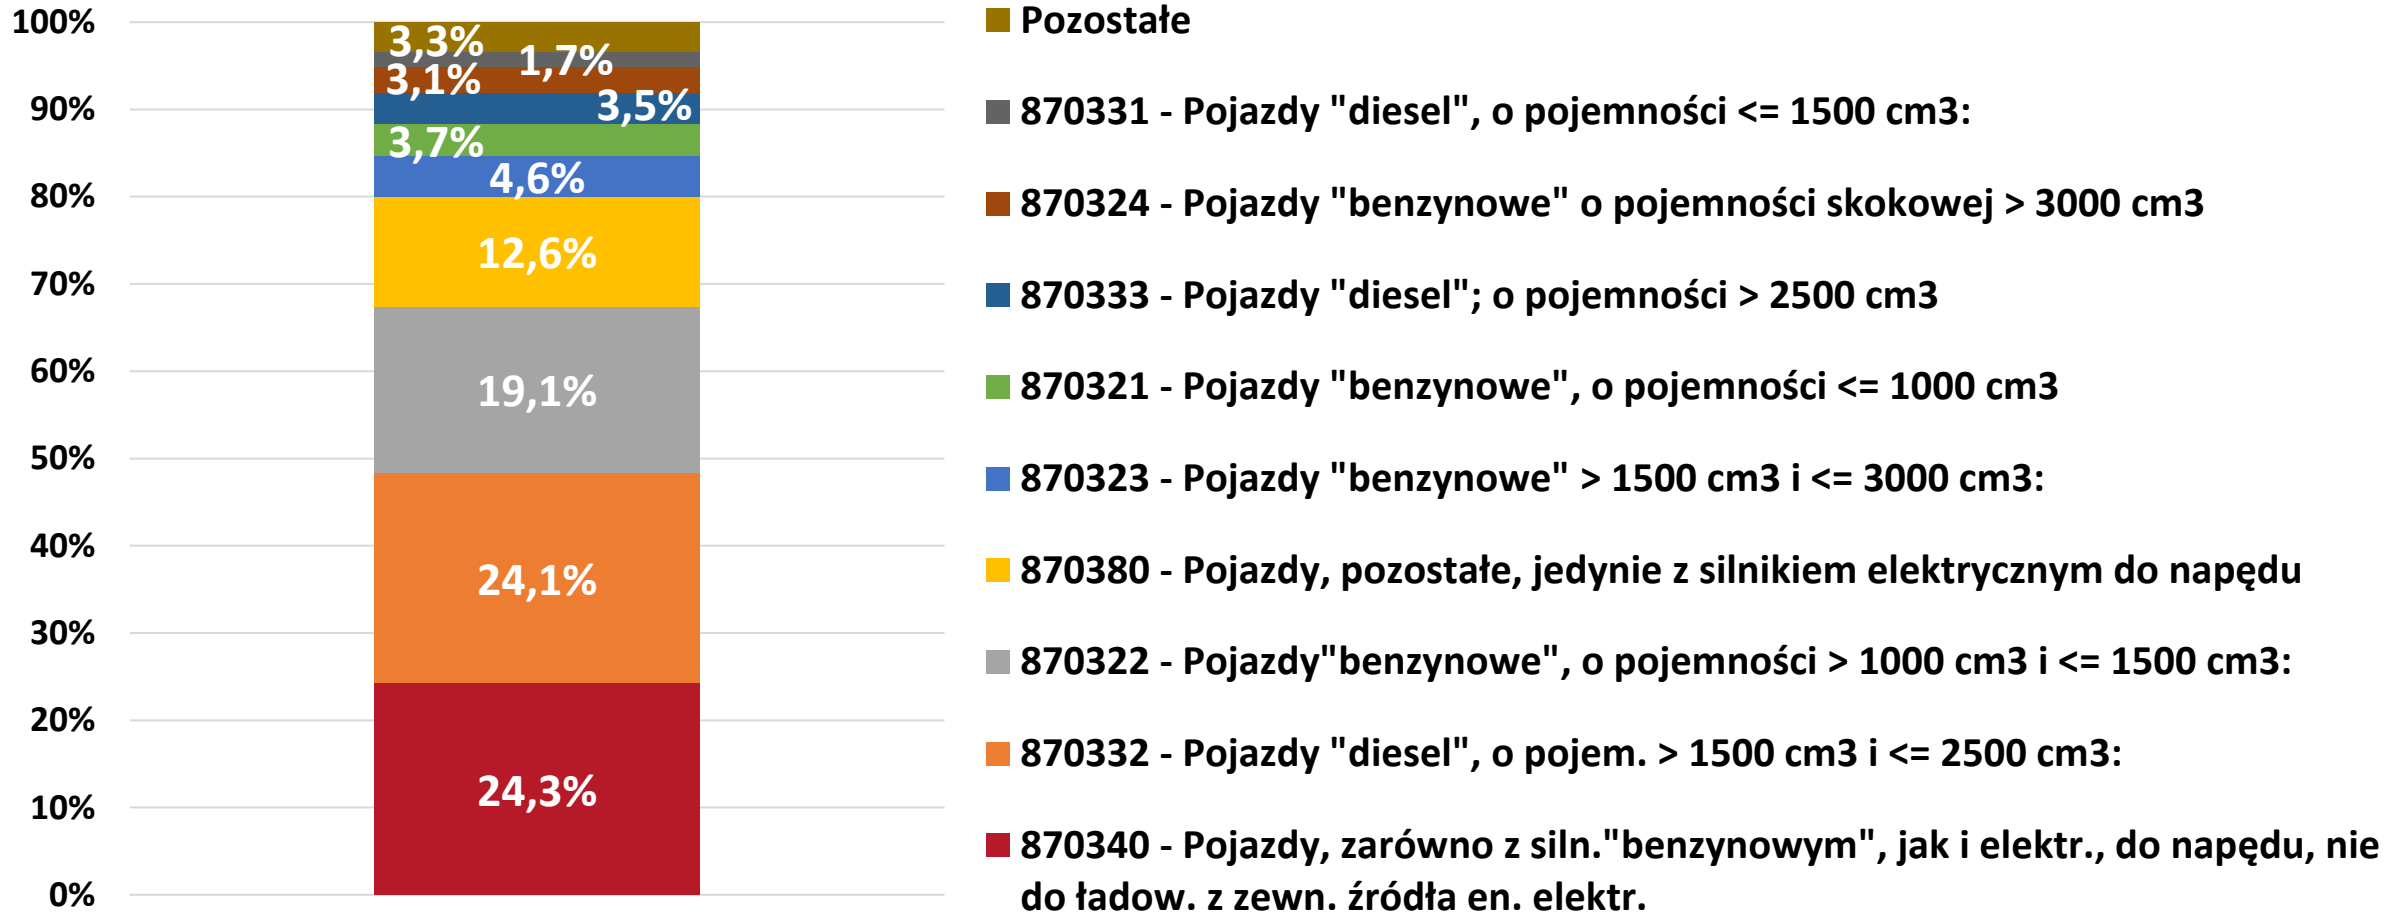 100%
90%
80%
70%
60%
50%
40%
30%
20%
10%
0%
3,3%
1,7%
3,1%
3,5%
3,7%
4,6%
12,6%
19,1%
24,1%
24,3%
Pozostałe
870331 - Pojazdy "diesel", o pojemności <= 1500 cm3:
870324 - Pojazdy "benzynowe" o pojemności skokowej > 3000 cm3
870333 - Pojazdy "diesel"; o pojemności > 2500 cm3
870321 - Pojazdy "benzynowe", o pojemności <= 1000 cm3
870323 - Pojazdy "benzynowe" > 1500 cm3 i <= 3000 cm3:
870380 - Pojazdy, pozostałe, jedynie z silnikiem elektrycznym do napędu
870322 - Pojazdy"benzynowe", o pojemności > 1000 cm3 i <= 1500 cm3:
870332 - Pojazdy "diesel", o pojem. > 1500 cm3 i <= 2500 cm3:
870340 - Pojazdy, zarówno z siln."benzynowym", jak i elektr., do napędu, nie
do ładow. z zewn. źródła en. elektr.